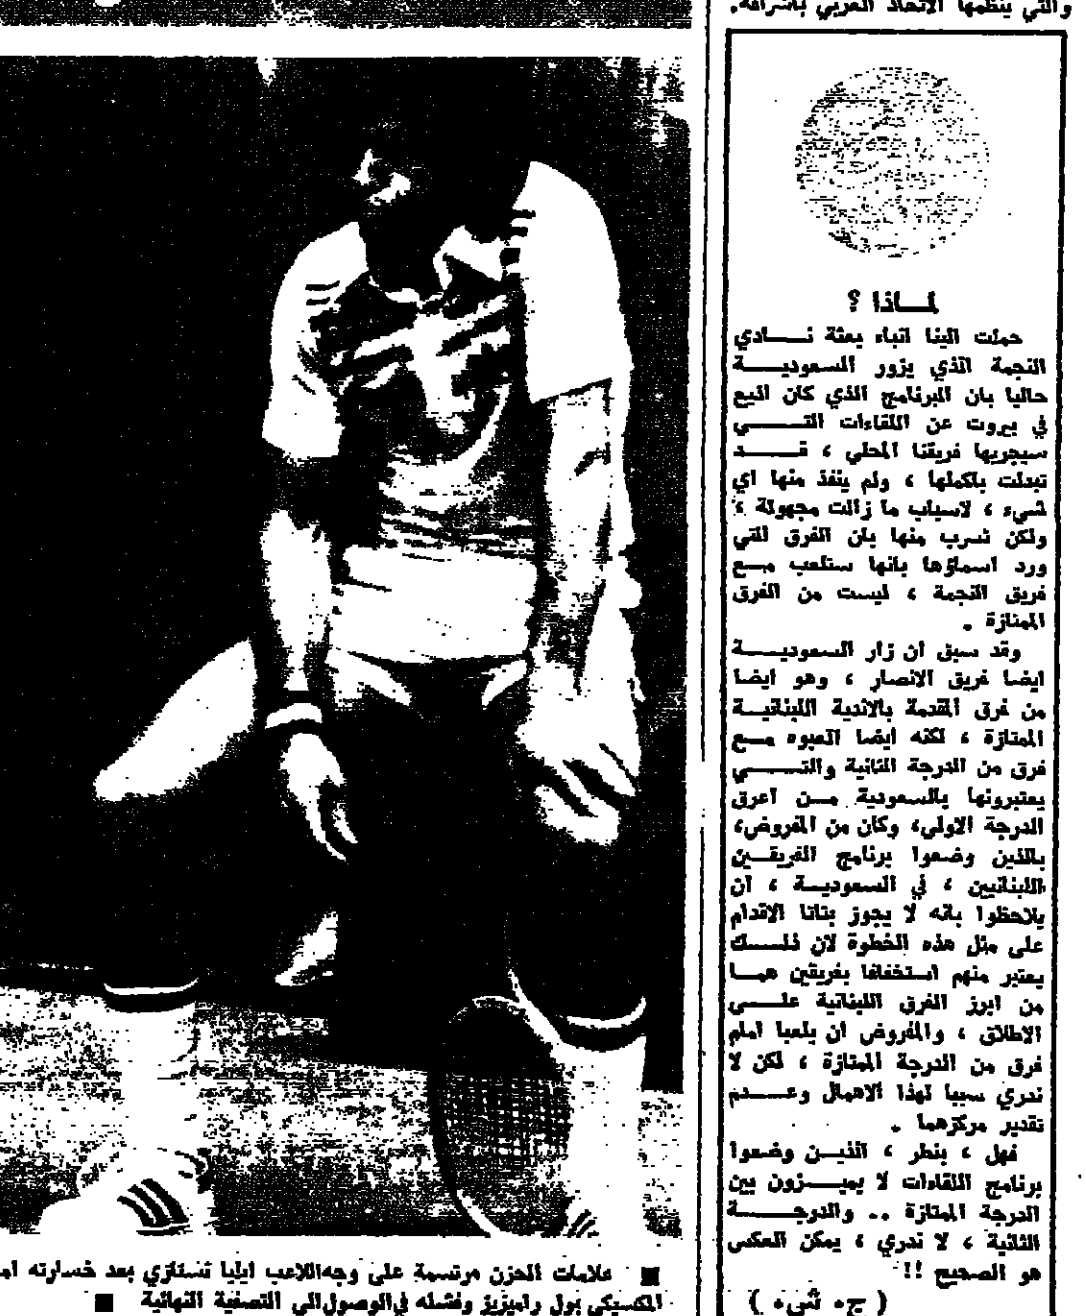 والتي ينظمها الاتحاد العربي باشرافه.
لماذا ؟
حملت الينا انباء بعثة نادي
النجمة الذي يزور السعودية
حاليا بان البرنامج الذي كان اذيع
في بيروت عن اللقاءات التي
سيجريها فريقنا المحلي ، قد
تبدلت بأكملها ، ولم ينفذ منها اي
شيء ، لاسباب ما زالت مجهولة ،
ولكن تسرب منها بان الفرق التي
ورد اسماؤها بانها ستلعب مع
فريق النجمة ، ليست من الفرق
الممتازة .
وقد سبق ان زار السعودية
ايضا فريق الانصار ، وهو ايضا
من فرق المقدمة بالاندية اللبنانية
الممتازة ، لكنه ايضا العبوه مع
فرق من الدرجة الثانية والتي
يعتبرونها بالسعودية من اعرق
الدرجة الاولى، وكان من المفروض،
بالذين وضعوا برنامج الفريقين
اللبنانيين ، في السعودية ، ان
يلاحظوا بانه لا يجوز بتاتا الاقدام
على مثل هذه الخطوة لان ذلك
يعتبر منهم استخفافا بفريقين هما
من ابرز الفرق اللبنانية على
الاطلاق ، والمفروض ان يلعبا امام
فرق من الدرجة الممتازة ، لكن لا
ندري سببا لهذا الاهمال وعدم
تقدير مركزهما .
فهل ، بنظر ، الذين وضعوا
برنامج اللقاءات لا يميزون بين
الدرجة الممتازة .. والدرجة
الثانية ، لا ندري ، يمكن العكس
هو الصحيح !!
( ج. شيء )
■ علامات الحزن مرتسمة على وجه اللاعب ايليا تستازي بعد خسارته
المكسيكي بول راميريز وفشله في الوصول الى التصفية النهائية ■